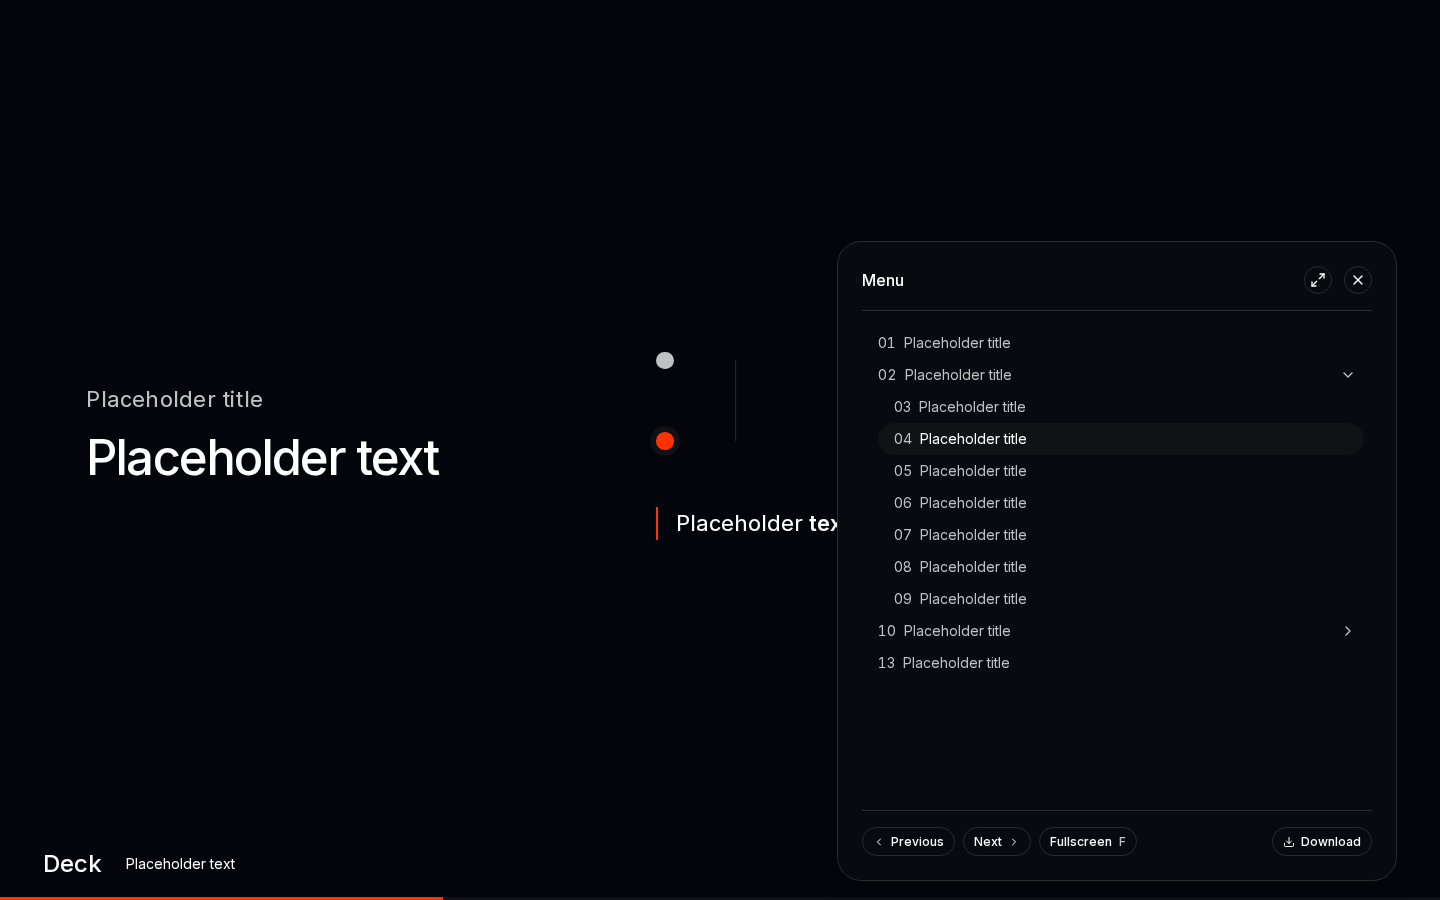 Placeholder title
Placeholder text
Placeholder tex
Menu
01 Placeholder title
02 Placeholder title
03 Placeholder title
04 Placeholder title
05 Placeholder title
06 Placeholder title
07 Placeholder title
08 Placeholder title
09 Placeholder title
10 Placeholder title
13 Placeholder title
Previous
Next
Fullscreen F
Download
Deck
Placeholder text